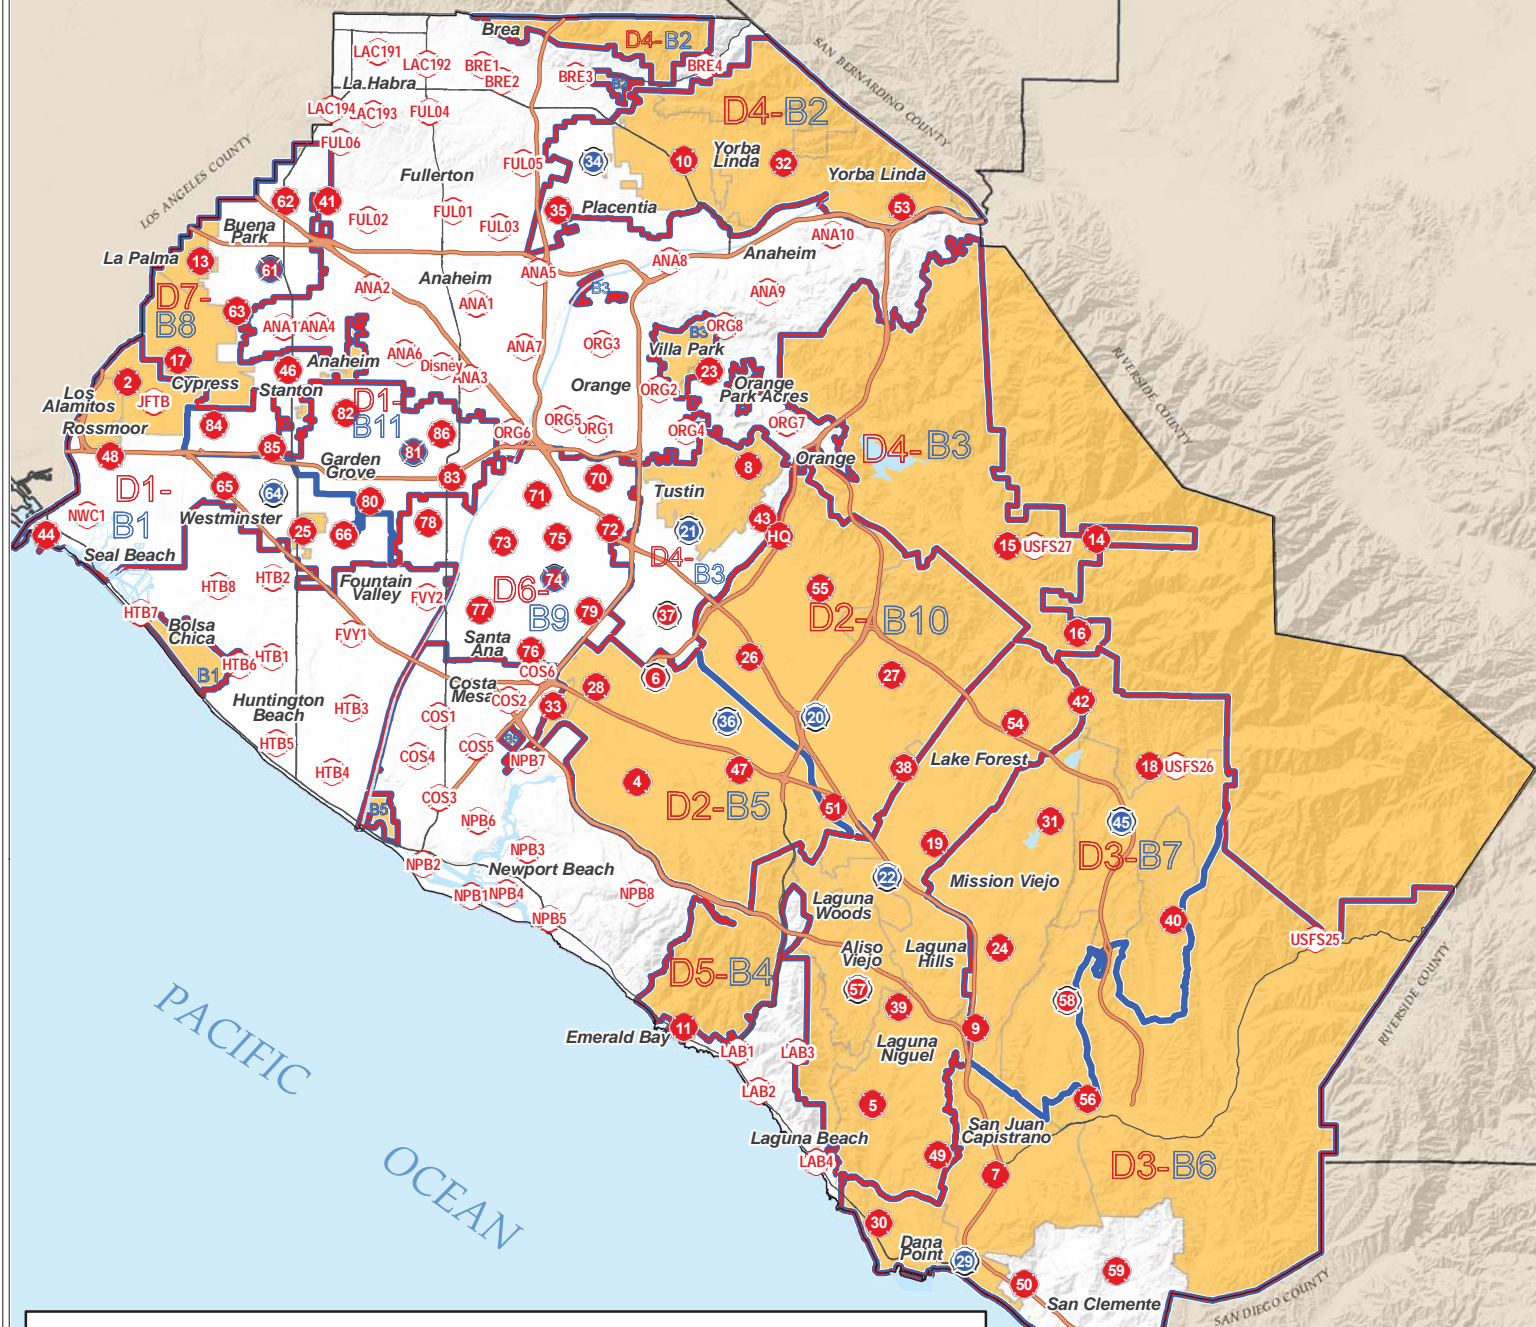 Brea
D4-B2
LAC191
LAC192
BRE1
BRE2
BRE3
BRE4
SAN BERNARDINO COUNTY
La Habra
LAC194
LAC193
FUL04
D4-B2
LOS ANGELES COUNTY
FUL06
FUL05
34
10
Yorba
Linda
32
Fullerton
Yorba Linda
62
41
FUL02
FUL01
FUL03
35
Placentia
53
Buena
Park
ANA10
La Palma
13
61
Anaheim
ANA5
ANA8
Anaheim
ANA2
ANA1
B3
ANA9
D7-
B8
63
ANA4
B3
ORG8
ANA7
ORG3
Villa Park
17
46
Anaheim
ANA6
Disney
ANA3
23
RIVERSIDE COUNTY
2
JFTB
Cypress
Stanton
Orange
ORG2
Orange
Park Acres
Los
Alamitos
Rossmoor
84
82
D1-
B11
86
ORG6
ORG5
ORG1
ORG4
ORG7
85
81
Garden
Grove
83
Orange
D4-B3
48
8
D1-
B1
65
64
80
71
70
Tustin
NWC1
Westminster
78
43
44
25
66
73
75
72
21
HQ
Seal Beach
15
USFS27
14
D4-
B3
HTB8
HTB2
Fountain
Valley
FVY2
D6-
B9
74
55
HTB7
Bolsa
Chica
77
79
37
D2-B10
FVY1
Santa
Ana
76
16
HTB6
HTB1
B1
COS6
6
26
27
Costa
Mesa
28
42
Huntington
Beach
HTB3
COS1
COS2
33
36
20
54
HTB5
COS4
COS5
NPB7
HTB4
4
47
38
Lake Forest
18
USFS26
COS3
B5
D2-B5
51
NPB6
31
45
19
D3-B7
NPB2
NPB3
Newport Beach
22
Mission Viejo
NPB1
NPB4
NPB8
Laguna
Woods
NPB5
40
USFS25
Aliso
Viejo
Laguna
Hills
24
D5-B4
57
39
58
PACIFIC
11
Emerald Bay
9
RIVERSIDE COUNTY
LAB1
LAB3
Laguna
Niguel
LAB2
5
56
Laguna Beach
San Juan
Capistrano
OCEAN
LAB4
49
7
D3-B6
30
Dana
Point
29
59
50
San Clemente
SAN DIEGO COUNTY